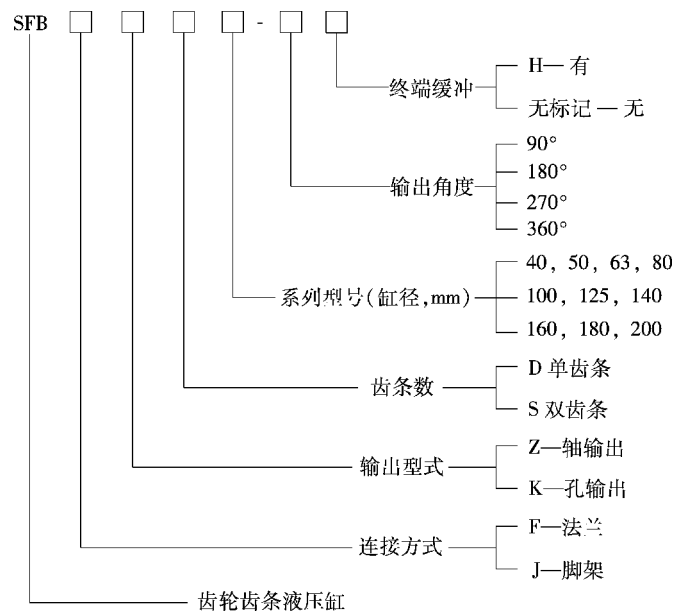 SFB □ □ □ □ - □ □
终端缓冲
H—有
无标记 — 无
输出角度
90°
180°
270°
360°
系列型号(缸径,mm)
40, 50, 63, 80
100, 125, 140
160, 180, 200
齿条数
D 单齿条
S 双齿条
输出型式
Z—轴输出
K—孔输出
连接方式
F—法兰
J—脚架
齿轮齿条液压缸